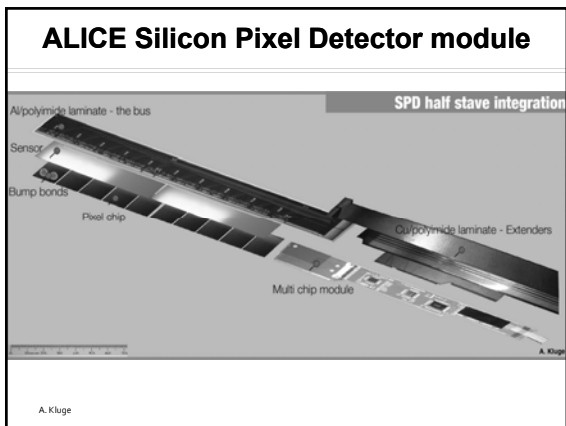 ALICE Silicon Pixel Detector module
SPD half stave integration
Al/polyimide laminate - the bus
Sensor
Bump bonds
Pixel chip
Cu/polyimide laminate - Extenders
Multi chip module
A. Kluge
A. Kluge